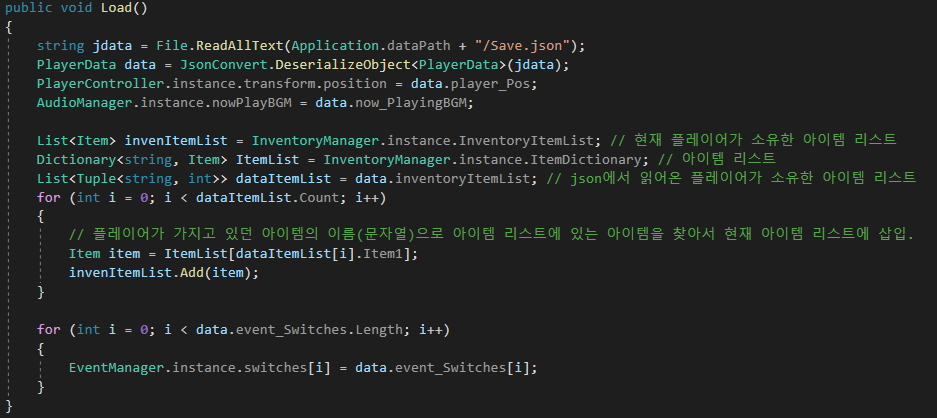 public void Load()
{
string jdata = File.ReadAllText(Application.dataPath + "/Save.json");
PlayerData data = JsonConvert.DeserializeObject<PlayerData>(jdata);
PlayerController.instance.transform.position = data.player_Pos;
AudioManager.instance.nowPlayBGM = data.now_PlayingBGM;
List<Item> invenItemList = InventoryManager.instance.InventoryItemList; // 현재 플레이어가 소유한 아이템 리스트
Dictionary<string, Item> ItemList = InventoryManager.instance.ItemDictionary; // 아이템 리스트
List<Tuple<string, int>> dataItemList = data.inventoryItemList; // json에서 읽어온 플레이어가 소유한 아이템 리스트
for (int i = 0; i < dataItemList.Count; i++)
{
// 플레이어가 가지고 있던 아이템의 이름(문자열)으로 아이템 리스트에 있는 아이템을 찾아서 현재 아이템 리스트에 삽입.
Item item = ItemList[dataItemList[i].Item1];
invenItemList.Add(item);
}
for (int i = 0; i < data.event_Switches.Length; i++)
{
EventManager.instance.switches[i] = data.event_Switches[i];
}
}